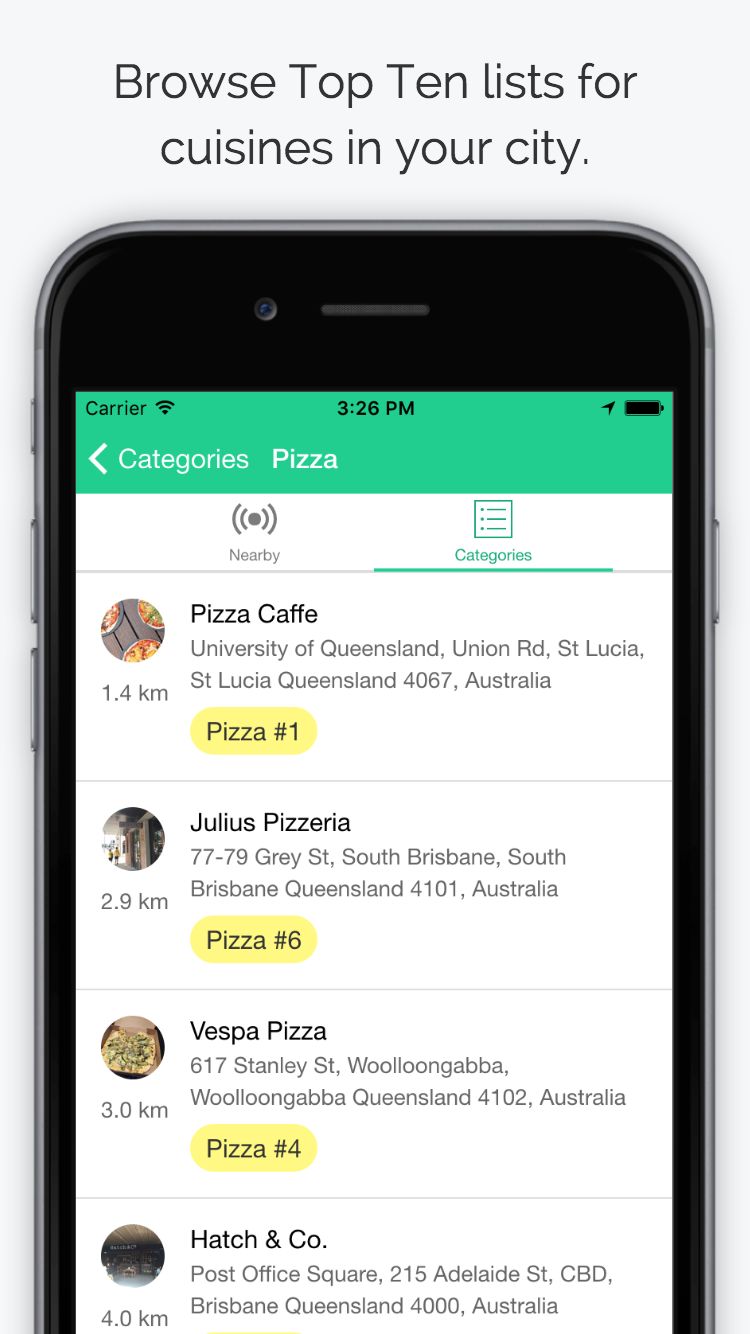 Browse Top Ten lists for
cuisines in your city.
Carrier 3:26 PM
Categories Pizza
Nearby Categories
Pizza Caffe
University of Queensland, Union Rd, St Lucia,
St Lucia Queensland 4067, Australia
1.4 km
Pizza #1
Julius Pizzeria
77-79 Grey St, South Brisbane, South
Brisbane Queensland 4101, Australia
2.9 km
Pizza #6
Vespa Pizza
617 Stanley St, Woolloongabba,
Woolloongabba Queensland 4102, Australia
3.0 km
Pizza #4
Hatch & Co.
Post Office Square, 215 Adelaide St, CBD,
Brisbane Queensland 4000, Australia
4.0 km